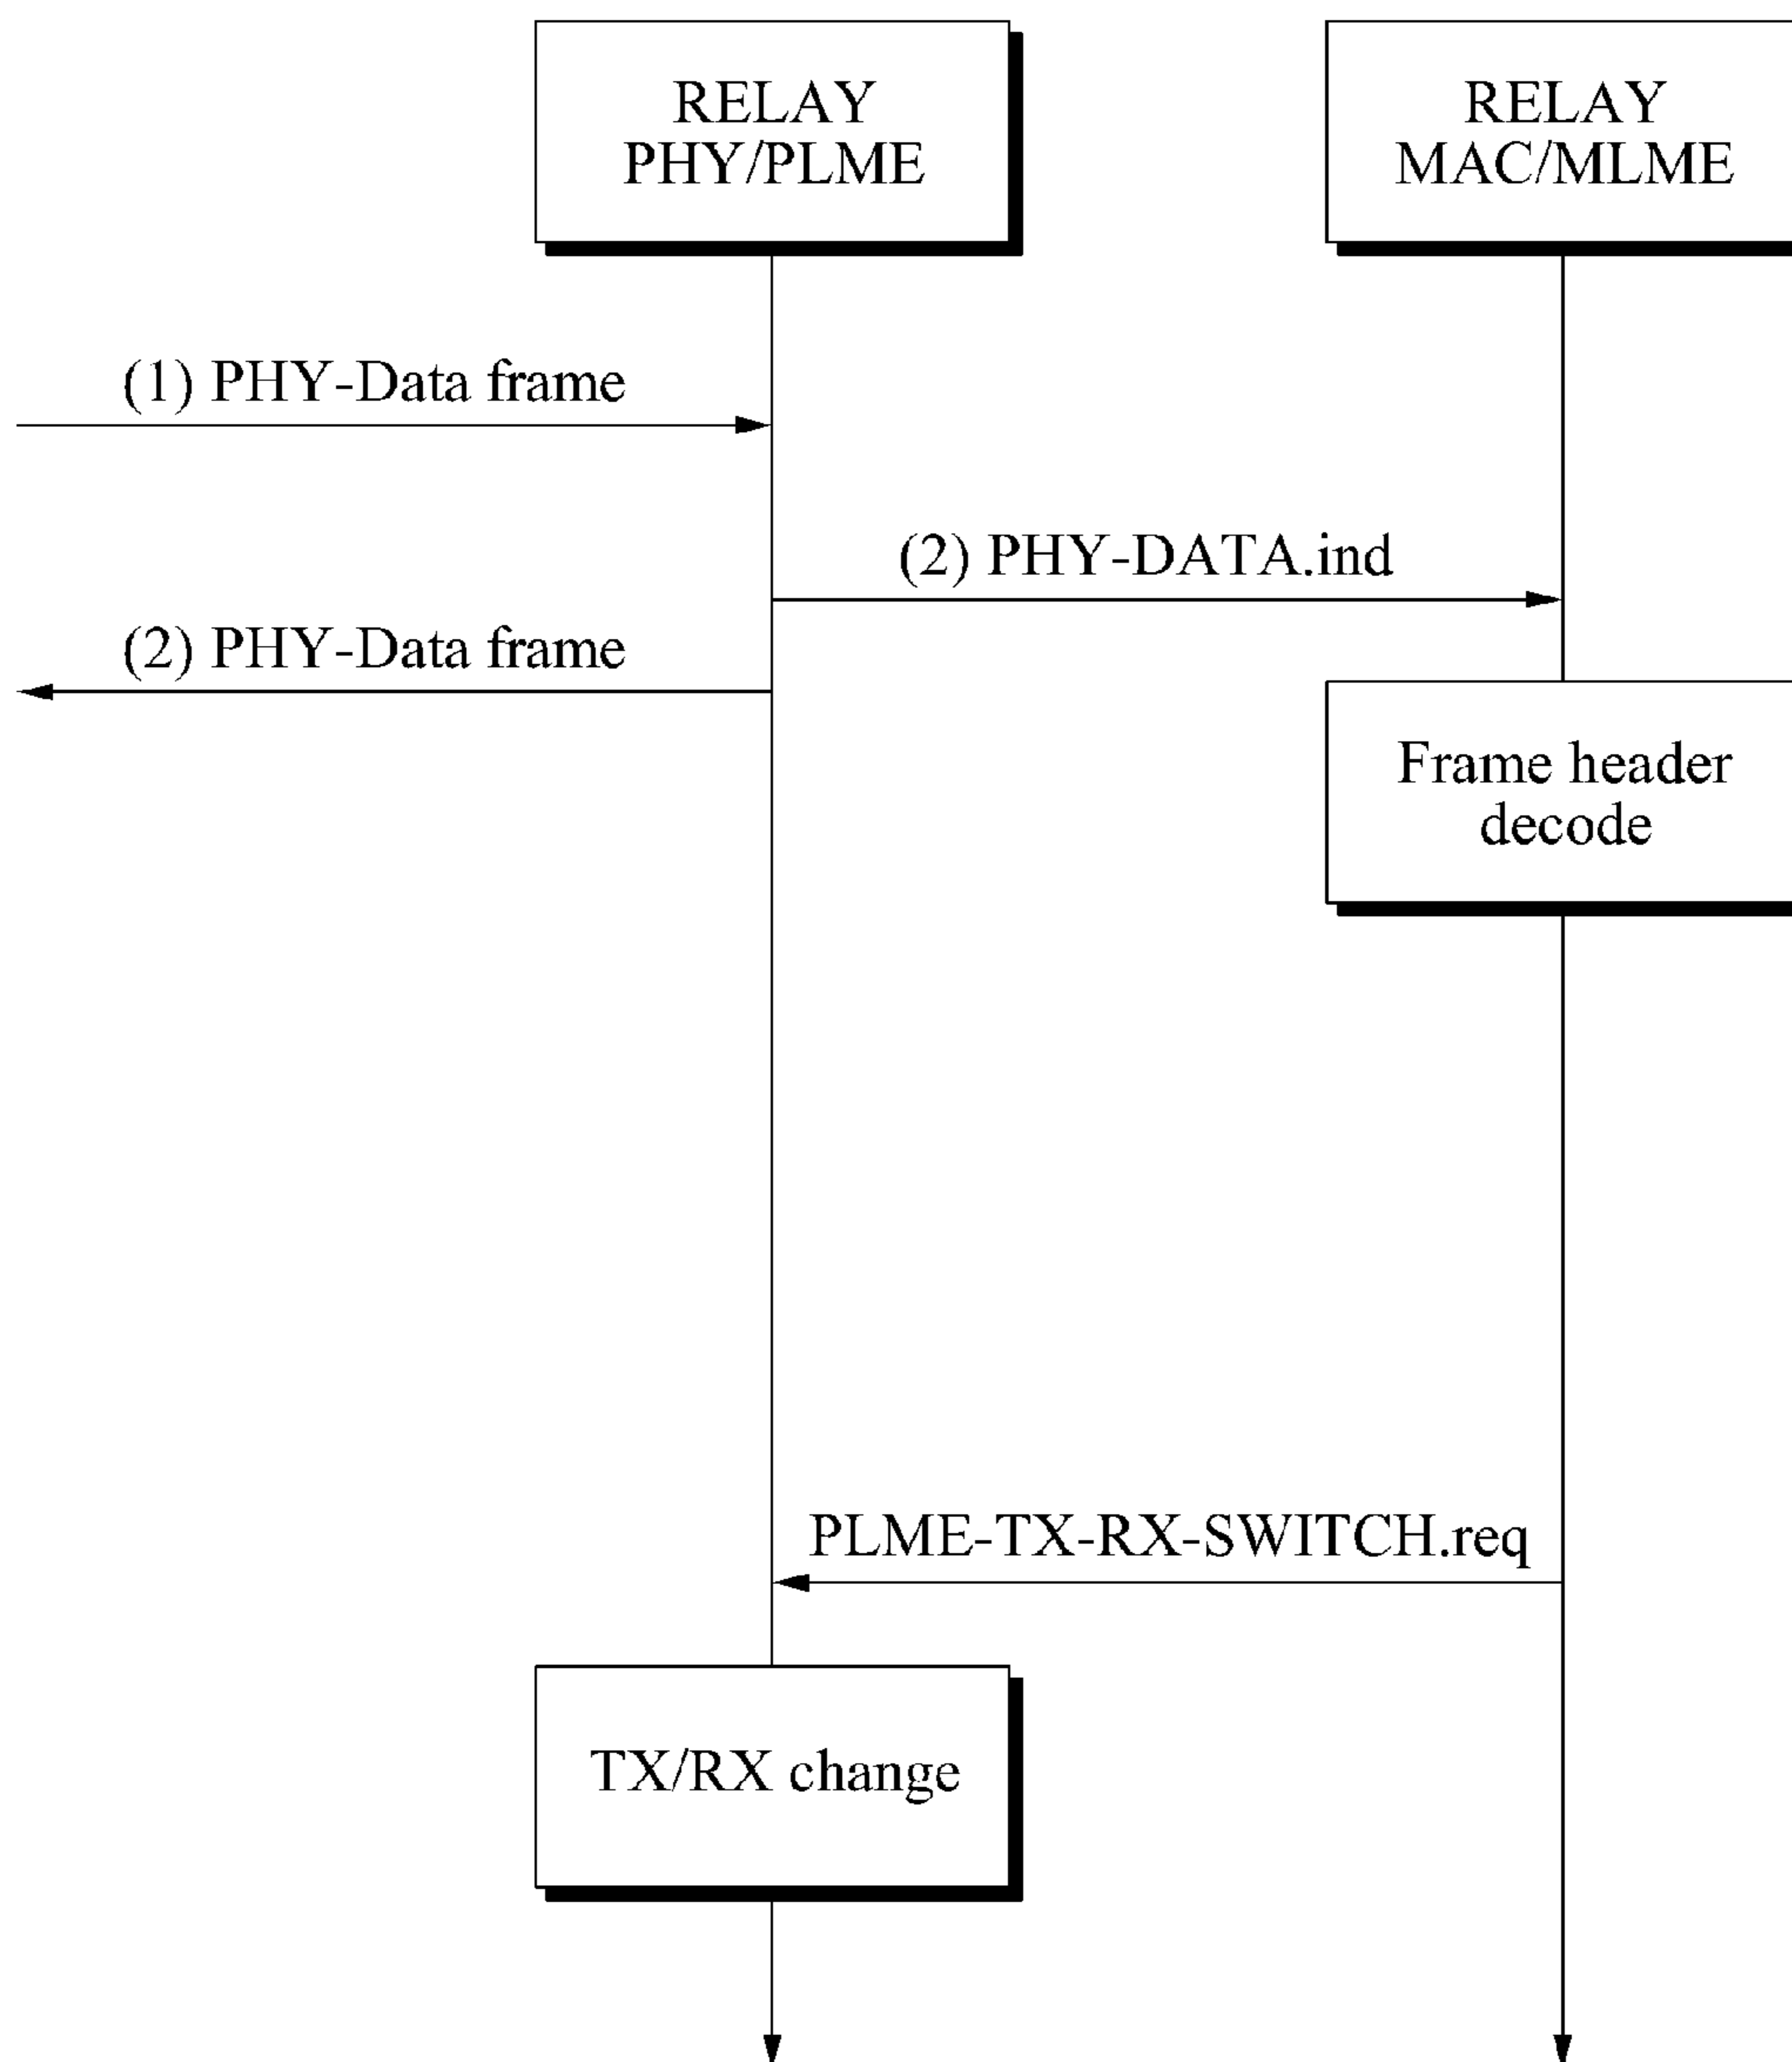 RELAY
PHY/PLME
RELAY
MAC/MLME
(1) PHY-Data frame
(2) PHY-DATA.ind
(2) PHY-Data frame
Frame header
decode
PLME-TX-RX-SWITCH.req
TX/RX change